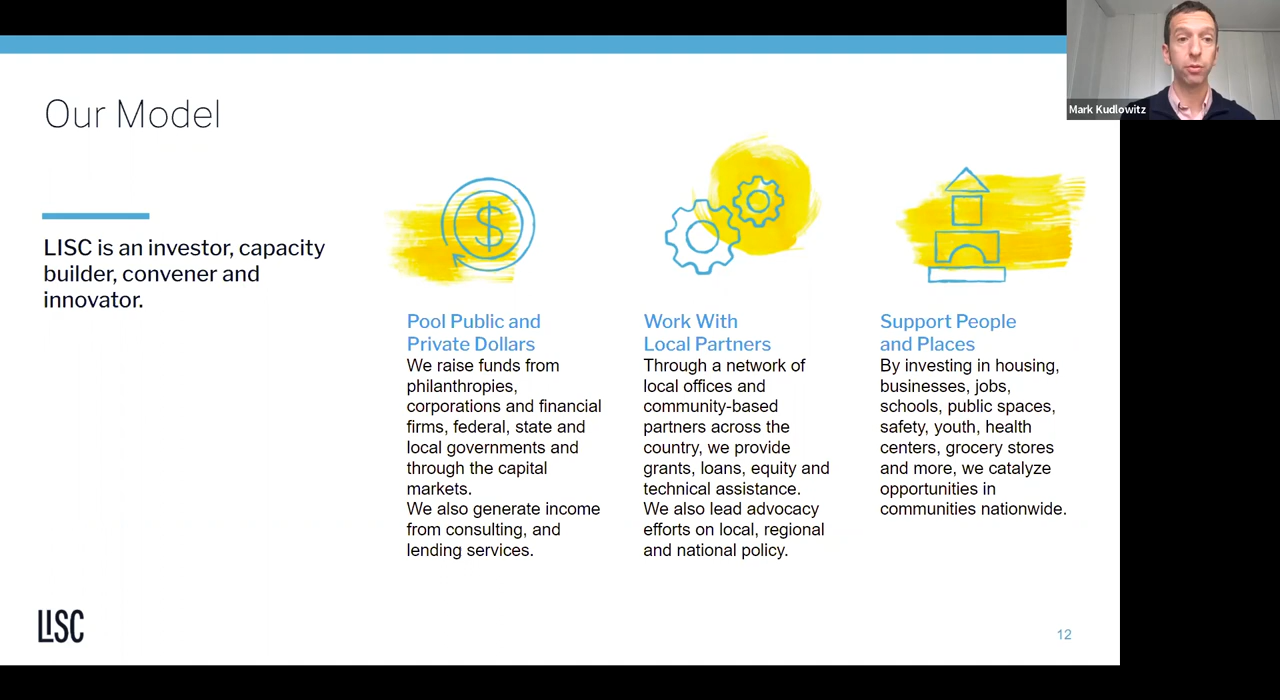 Mark Kudlowitz
Our Model
LISC is an investor, capacity
builder, convener and
innovator.
Pool Public and
Private Dollars
We raise funds from
philanthropies,
corporations and financial
firms, federal, state and
local governments and
through the capital
markets.
We also generate income
from consulting, and
lending services.
Work With
Local Partners
Through a network of
local offices and
community-based
partners across the
country, we provide
grants, loans, equity and
technical assistance.
We also lead advocacy
efforts on local, regional
and national policy.
Support People
and Places
By investing in housing,
businesses, jobs,
schools, public spaces,
safety, youth, health
centers, grocery stores
and more, we catalyze
opportunities in
communities nationwide.
LISC
12